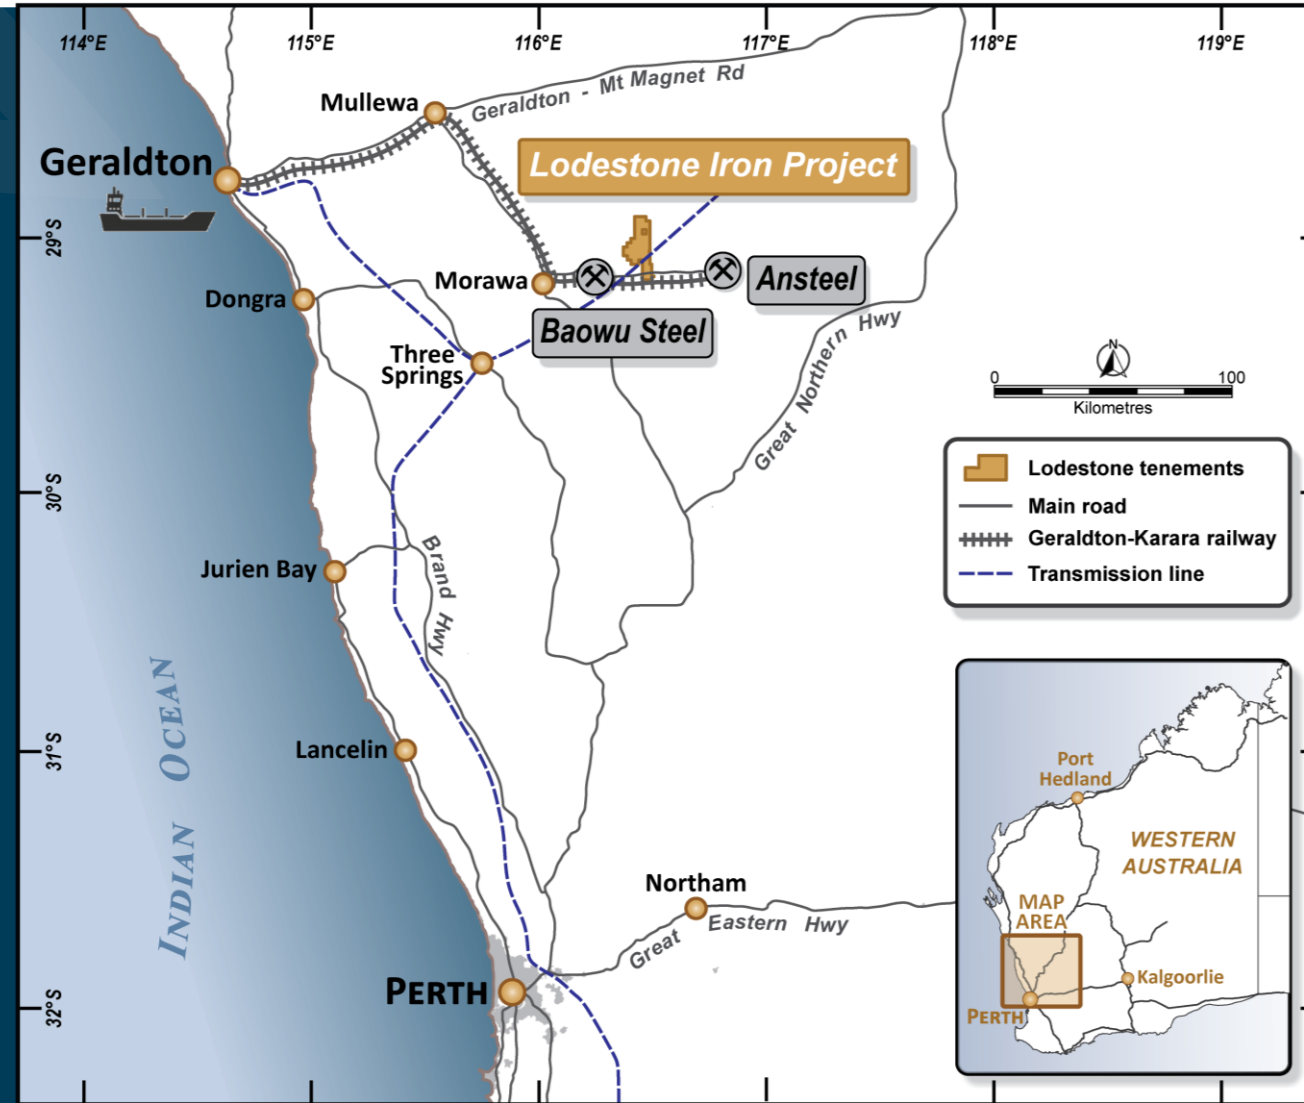 114°E
115°E
116°E
117°E
118°E
119°E
Mullewa
Geraldton - Mt Magnet Rd
Geraldton
Lodestone Iron Project
29°S
Morawa
Ansteel
Dongra
Baowu Steel
Great Northern Hwy
Three
Springs
N
0
100
Kilometres
Lodestone tenements
Main road
Geraldton-Karara railway
Transmission line
30°S
Jurien Bay
Brand Hwy
INDIAN OCEAN
31°S
Lancelin
Northam
Great Eastern Hwy
PERTH
32°S
Port
Hedland
WESTERN
AUSTRALIA
MAP
AREA
Kalgoorlie
PERTH